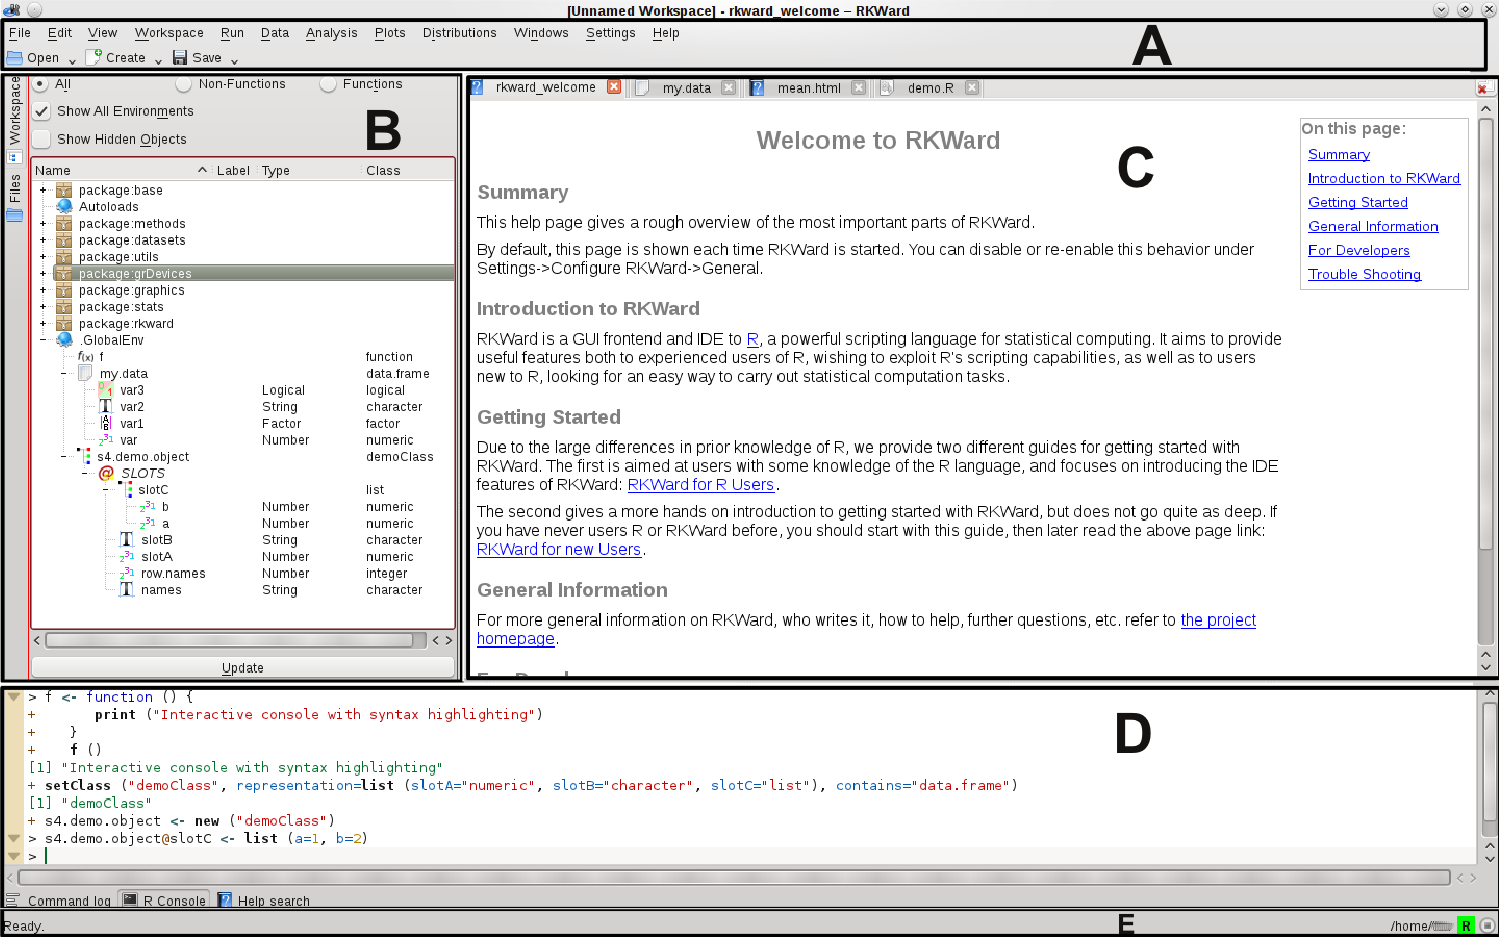 [Unnamed Workspace] - rkward_welcome – RKWard
File Edit View Workspace Run Data Analysis Plots Distributions Windows Settings Help
Open Create Save
A
Workspace
Files
All Non-Functions Functions
Show All Environments
Show Hidden Objects
B
Name Label Type Class
package:base
Autoloads
package:methods
package:datasets
package:utils
package:grDevices
package:graphics
package:stats
package:rkward
.GlobalEnv
f(x) f function
my.data data.frame
var3 Logical logical
var2 String character
var1 Factor factor
var Number numeric
s4.demo.object demoClass
SLOTS
slotC list
b Number numeric
a Number numeric
slotB String character
slotA Number numeric
row.names Number integer
names String character
Update
rkward_welcome my.data mean.html demo.R
C
Welcome to RKWard
On this page:
Summary
Introduction to RKWard
Getting Started
General Information
For Developers
Trouble Shooting
Summary
This help page gives a rough overview of the most important parts of RKWard.
By default, this page is shown each time RKWard is started. You can disable or re-enable this behavior under
Settings->Configure RKWard->General.
Introduction to RKWard
RKWard is a GUI frontend and IDE to R, a powerful scripting language for statistical computing. It aims to provide
useful features both to experienced users of R, wishing to exploit R's scripting capabilities, as well as to users
new to R, looking for an easy way to carry out statistical computation tasks.
Getting Started
Due to the large differences in prior knowledge of R, we provide two different guides for getting started with
RKWard. The first is aimed at users with some knowledge of the R language, and focuses on introducing the IDE
features of RKWard: RKWard for R Users.
The second gives a more hands on introduction to getting started with RKWard, but does not go quite as deep. If
you have never users R or RKWard before, you should start with this guide, then later read the above page link:
RKWard for new Users.
General Information
For more general information on RKWard, who writes it, how to help, further questions, etc. refer to the project
homepage.
> f <- function () {
+ print ("Interactive console with syntax highlighting")
+ }
+ f ()
[1] "Interactive console with syntax highlighting"
+ setClass ("demoClass", representation=list (slotA="numeric", slotB="character", slotC="list"), contains="data.frame")
[1] "demoClass"
+ s4.demo.object <- new ("demoClass")
> s4.demo.object@slotC <- list (a=1, b=2)
>
D
Command log R Console Help search
Ready. E /home/ R